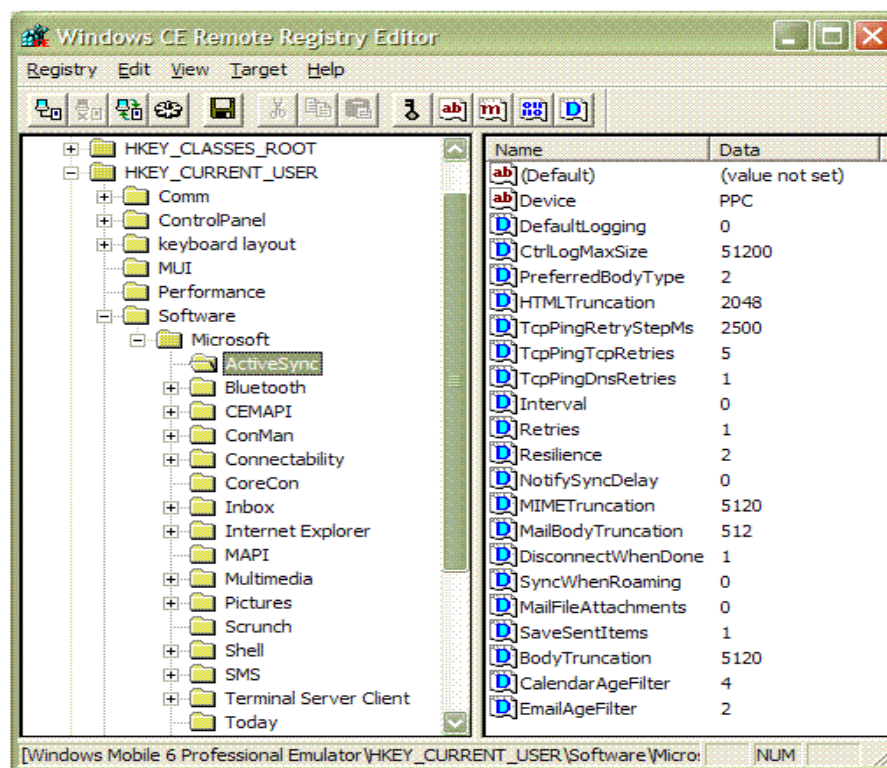 Windows CE Remote Registry Editor
Registry Edit View Target Help
HKEY_CLASSES_ROOT
HKEY_CURRENT_USER
Comm
ControlPanel
keyboard layout
MUI
Performance
Software
Microsoft
ActiveSync
Bluetooth
CEMAPI
ConMan
Connectability
CoreCon
Inbox
Internet Explorer
MAPI
Multimedia
Pictures
Scrunch
Shell
SMS
Terminal Server Client
Today
Name Data
(Default) (value not set)
Device PPC
DefaultLogging 0
CtrlLogMaxSize 51200
PreferredBodyType 2
HTMLTruncation 2048
TcpPingRetryStepMs 2500
TcpPingTcpRetries 5
TcpPingDnsRetries 1
Interval 0
Retries 1
Resilience 2
NotifySyncDelay 0
MIMETruncation 5120
MailBodyTruncation 512
DisconnectWhenDone 1
SyncWhenRoaming 0
MailFileAttachments 0
SaveSentItems 1
BodyTruncation 5120
CalendarAgeFilter 4
EmailAgeFilter 2
[Windows Mobile 6 Professional Emulator\HKEY_CURRENT_USER\Software\Micro: NUM